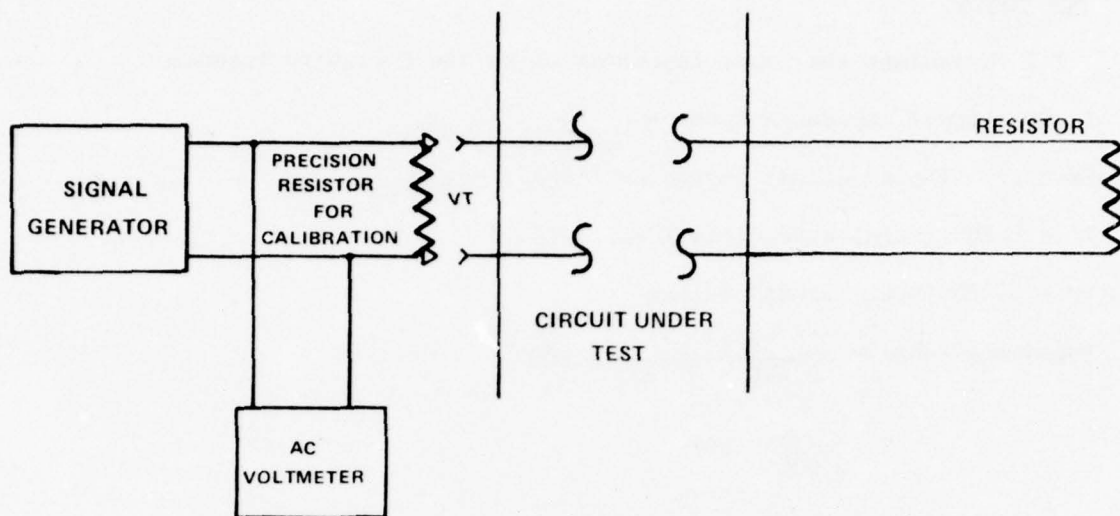 SIGNAL
GENERATOR
PRECISION
RESISTOR
FOR
CALIBRATION
VT
CIRCUIT UNDER
TEST
RESISTOR
AC
VOLTMETER